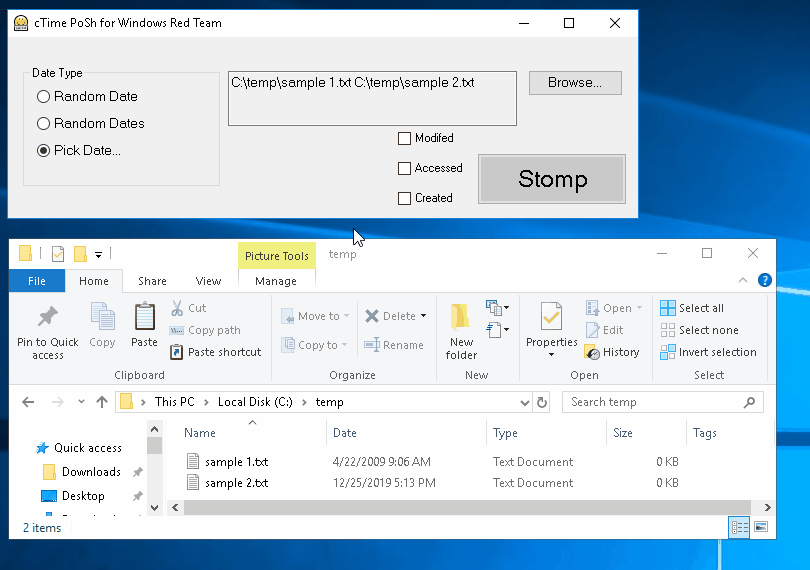 cTime PoSh for Windows Red Team
Date Type
Random Date
Random Dates
Pick Date...
C:\temp\sample 1.txt C:\temp\sample 2.txt
Browse...
Modifed
Accessed
Created
Stomp
Picture Tools
temp
File
Home
Share
View
Manage
Pin to Quick
access
Copy
Paste
Cut
Copy path
Paste shortcut
Clipboard
Move to
Copy to
Delete
Rename
Organize
New
folder
New
Properties
Open
Edit
History
Open
Select all
Select none
Invert selection
Select
This PC > Local Disk (C:) > temp
Search temp
Quick access
Downloads
Desktop
Name Date Type Size Tags
sample 1.txt 4/22/2009 9:06 AM Text Document 0 KB
sample 2.txt 12/25/2019 5:13 PM Text Document 0 KB
2 items